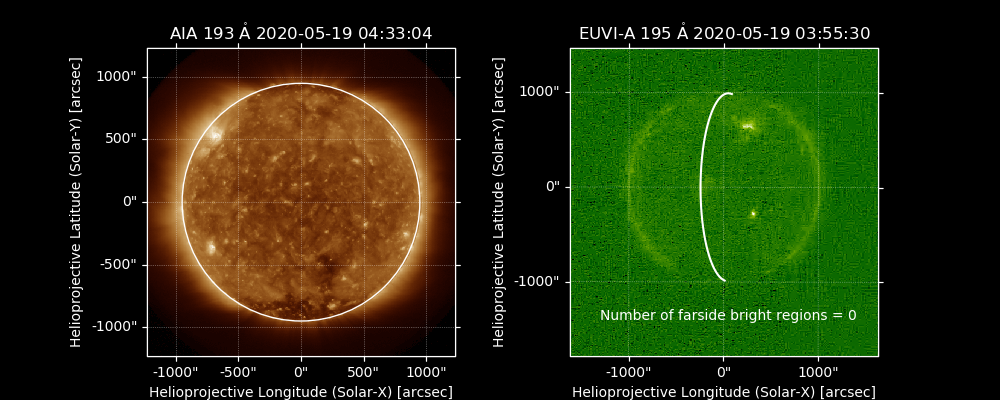 AIA 193 Å 2020-05-19 04:33:04
Helioprojective Latitude (Solar-Y) [arcsec]
1000"
500"
0"
-500"
-1000"
-1000" -500" 0" 500" 1000"
Helioprojective Longitude (Solar-X) [arcsec]
EUVI-A 195 Å 2020-05-19 03:55:30
Helioprojective Latitude (Solar-Y) [arcsec]
1000"
0"
-1000"
Number of farside bright regions = 0
-1000" 0" 1000"
Helioprojective Longitude (Solar-X) [arcsec]